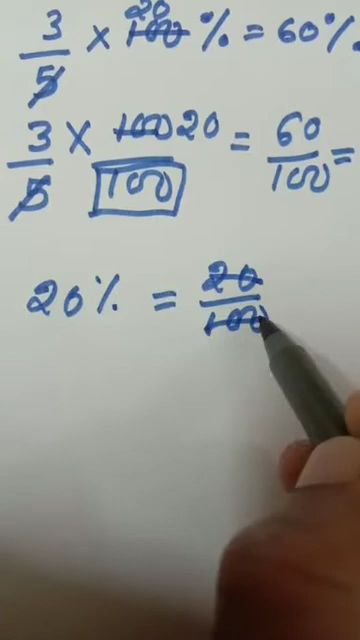 3/5 × 100 20 % = 60%
3/5 × 100 20/100 = 60/100 =
20% = 20/100